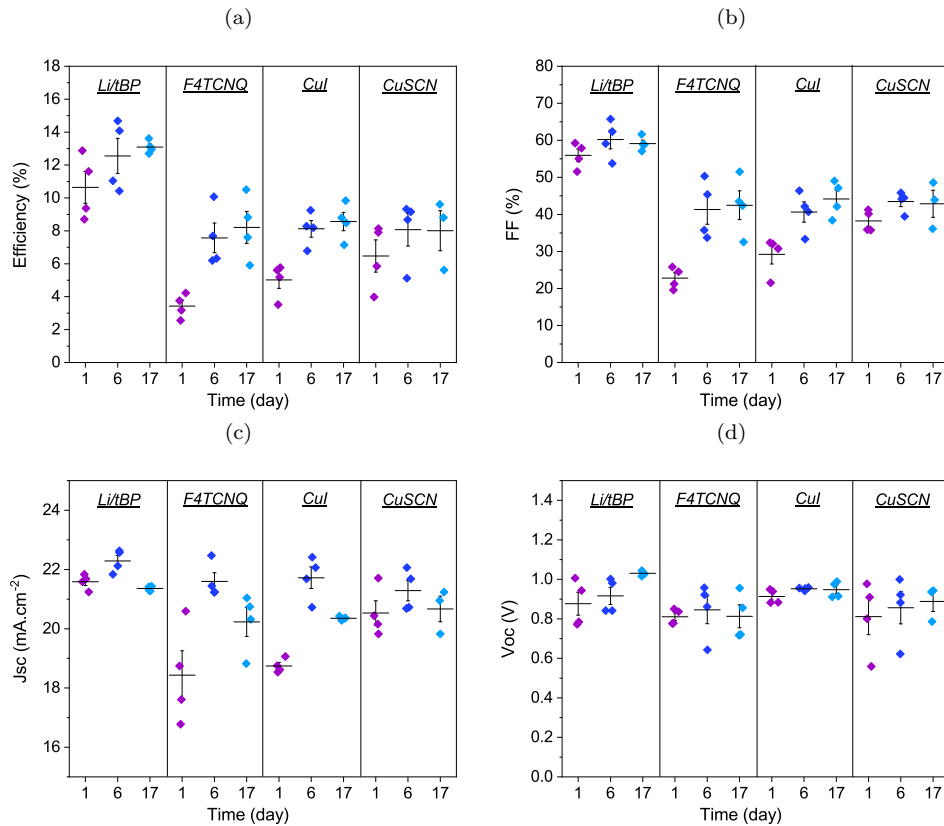 (a)
Efficiency (%)
18
16
14
12
10
8
6
4
2
0
Li/tBP F4TCNQ CuI CuSCN
1 6 17 1 6 17 1 6 17 1 6 17
Time (day)
(b)
FF (%)
80
70
60
50
40
30
20
10
0
Li/tBP F4TCNQ CuI CuSCN
1 6 17 1 6 17 1 6 17 1 6 17
Time (day)
(c)
Jsc (mA.cm⁻²)
24
22
20
18
16
Li/tBP F4TCNQ CuI CuSCN
1 6 17 1 6 17 1 6 17 1 6 17
Time (day)
(d)
Voc (V)
1.4
1.2
1.0
0.8
0.6
0.4
0.2
0.0
Li/tBP F4TCNQ CuI CuSCN
1 6 17 1 6 17 1 6 17 1 6 17
Time (day)